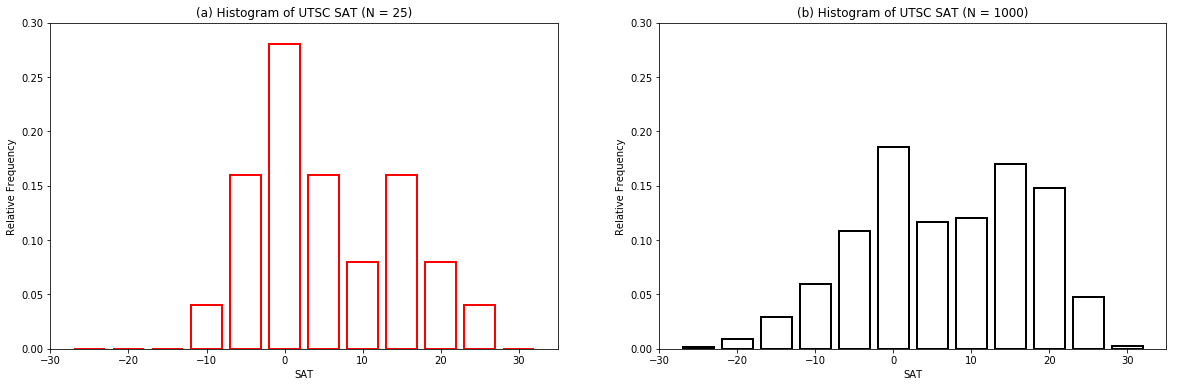 (a) Histogram of UTSC SAT (N = 25)
0.30
0.25
0.20
0.15
0.10
0.05
0.00
Relative Frequency
−30 −20 −10 0 10 20 30
SAT
(b) Histogram of UTSC SAT (N = 1000)
0.30
0.25
0.20
0.15
0.10
0.05
0.00
Relative Frequency
−30 −20 −10 0 10 20 30
SAT